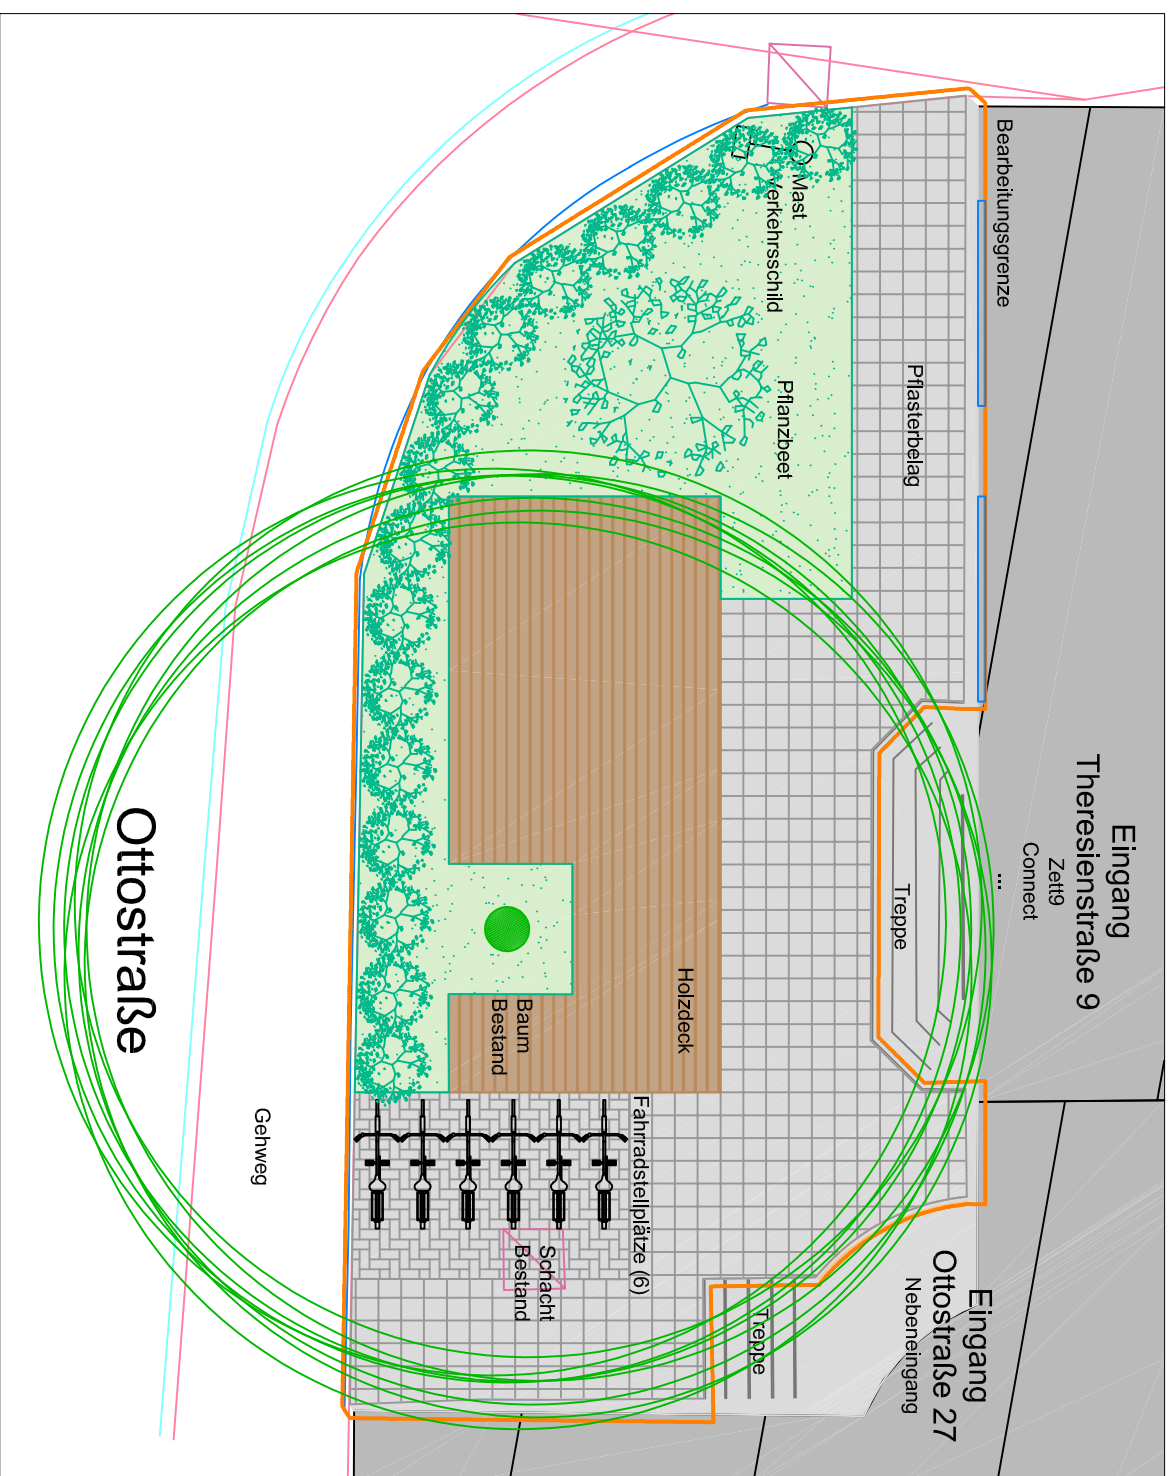 Bearbeitungsgrenze
Mast
Verkehrsschild
Pflasterbelag
Pflanzbeet
Eingang
Theresienstraße 9
Zett9
Connect
...
Treppe
Holzdeck
Baum
Bestand
Ottostraße
Gehweg
Fahrradstellplätze (6)
Schacht
Bestand
Eingang
Ottostraße 27
Nebeneingang
Treppe